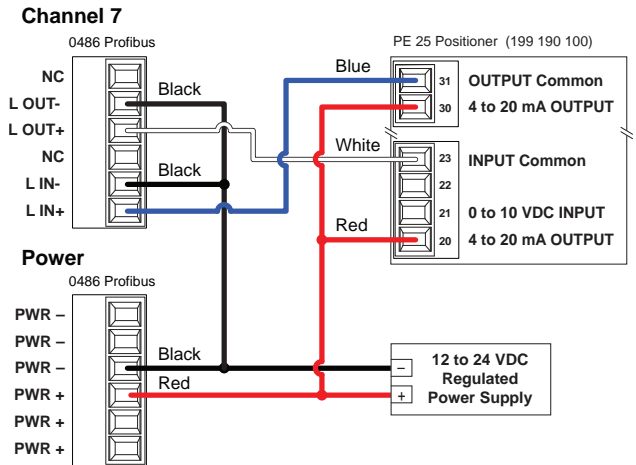 Channel 7
0486 Profibus
PE 25 Positioner (199 190 100)
NC
L OUT-
L OUT+
NC
L IN-
L IN+
Black
Black
Blue
White
Red
31 OUTPUT Common
30 4 to 20 mA OUTPUT
23 INPUT Common
22
21 0 to 10 VDC INPUT
20 4 to 20 mA OUTPUT
Power
0486 Profibus
PWR –
PWR –
PWR –
PWR +
PWR +
PWR +
Black
Red
–
+
12 to 24 VDC
Regulated
Power Supply